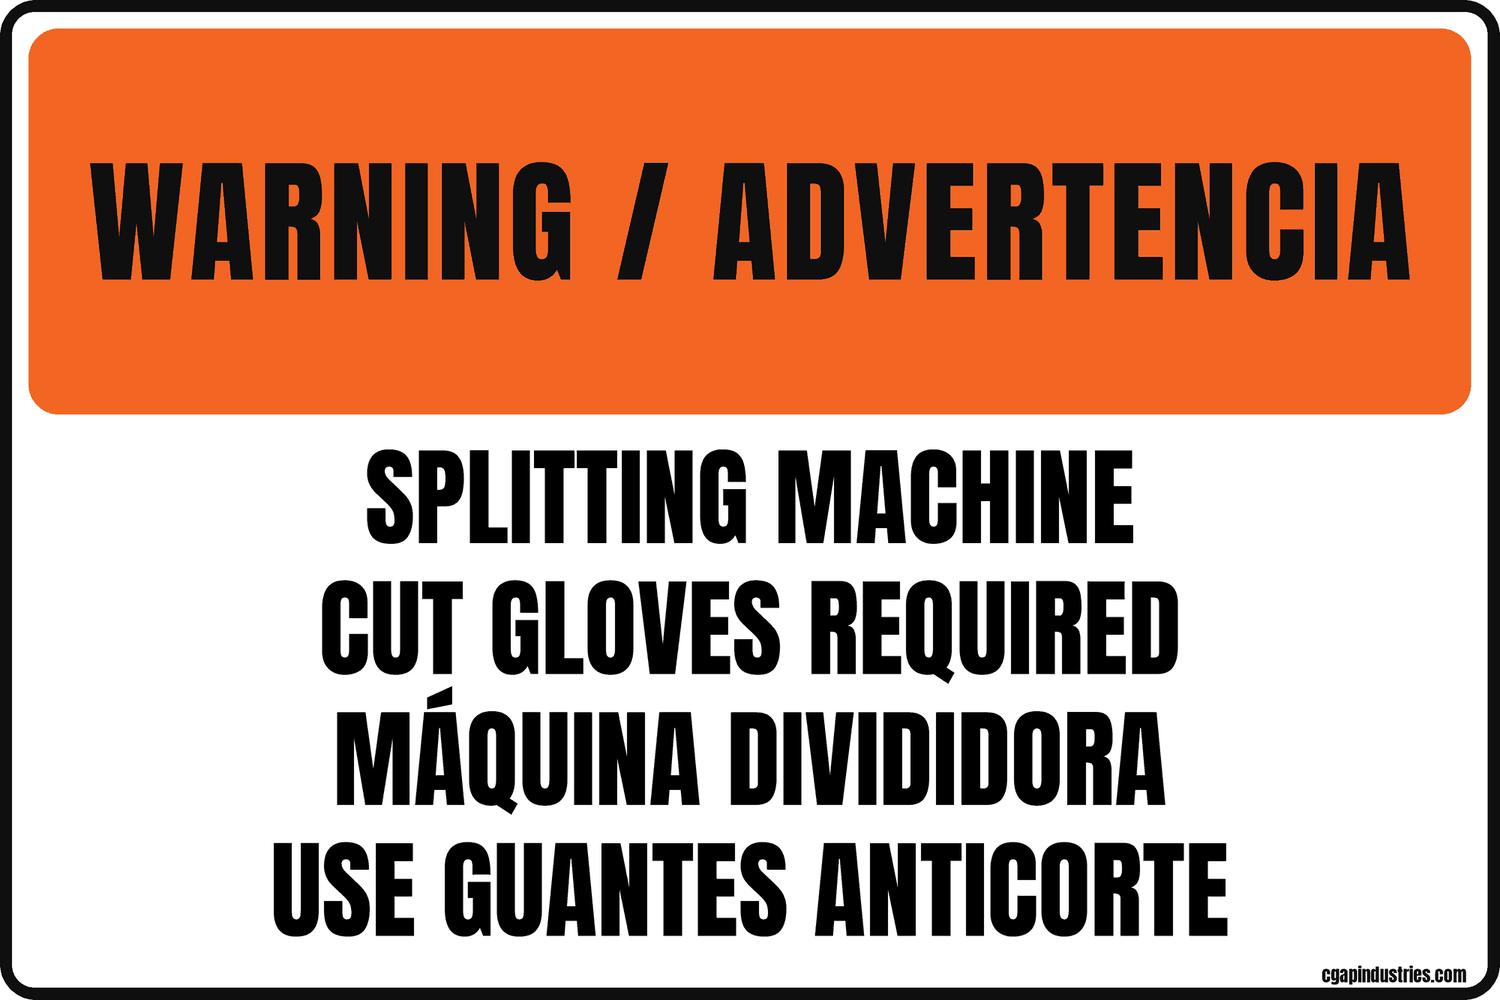 WARNING / ADVERTENCIA
SPLITTING MACHINE
CUT GLOVES REQUIRED
MÁQUINA DIVIDIDORA
USE GUANTES ANTICORTE
cgapindustries.com